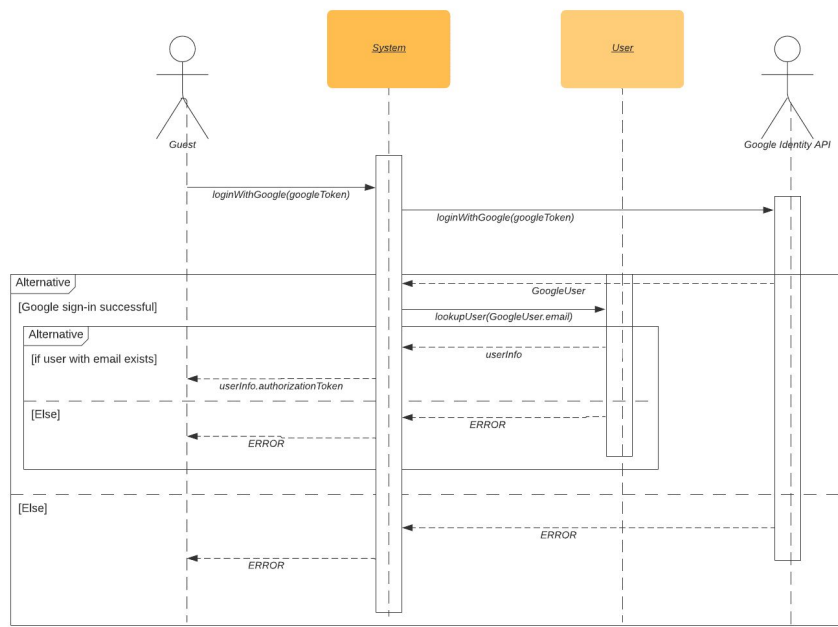 System
User
Guest
Google Identity API
loginWithGoogle(googleToken)
loginWithGoogle(googleToken)
Alternative
GoogleUser
[Google sign-in successful]
lookupUser(GoogleUser.email)
Alternative
userInfo
[if user with email exists]
userInfo.authorizationToken
[Else]
ERROR
ERROR
[Else]
ERROR
ERROR